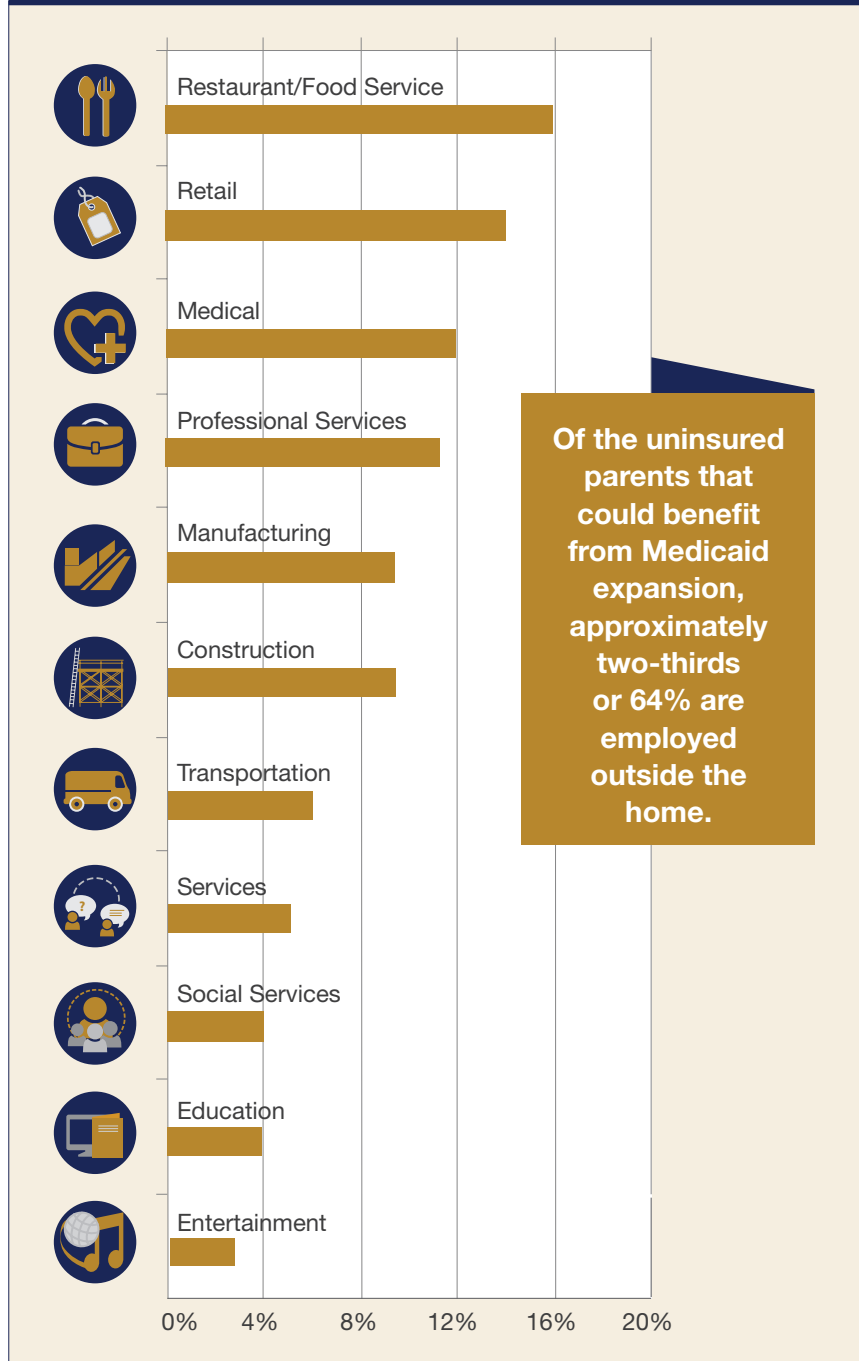 Restaurant/Food Service
Retail
Medical
Professional Services
Manufacturing
Construction
Transportation
Services
?
Social Services
Education
Entertainment
0% 4% 8% 12% 16% 20%
Of the uninsured
parents that
could benefit
from Medicaid
expansion,
approximately
two-thirds
or 64% are
employed
outside the
home.